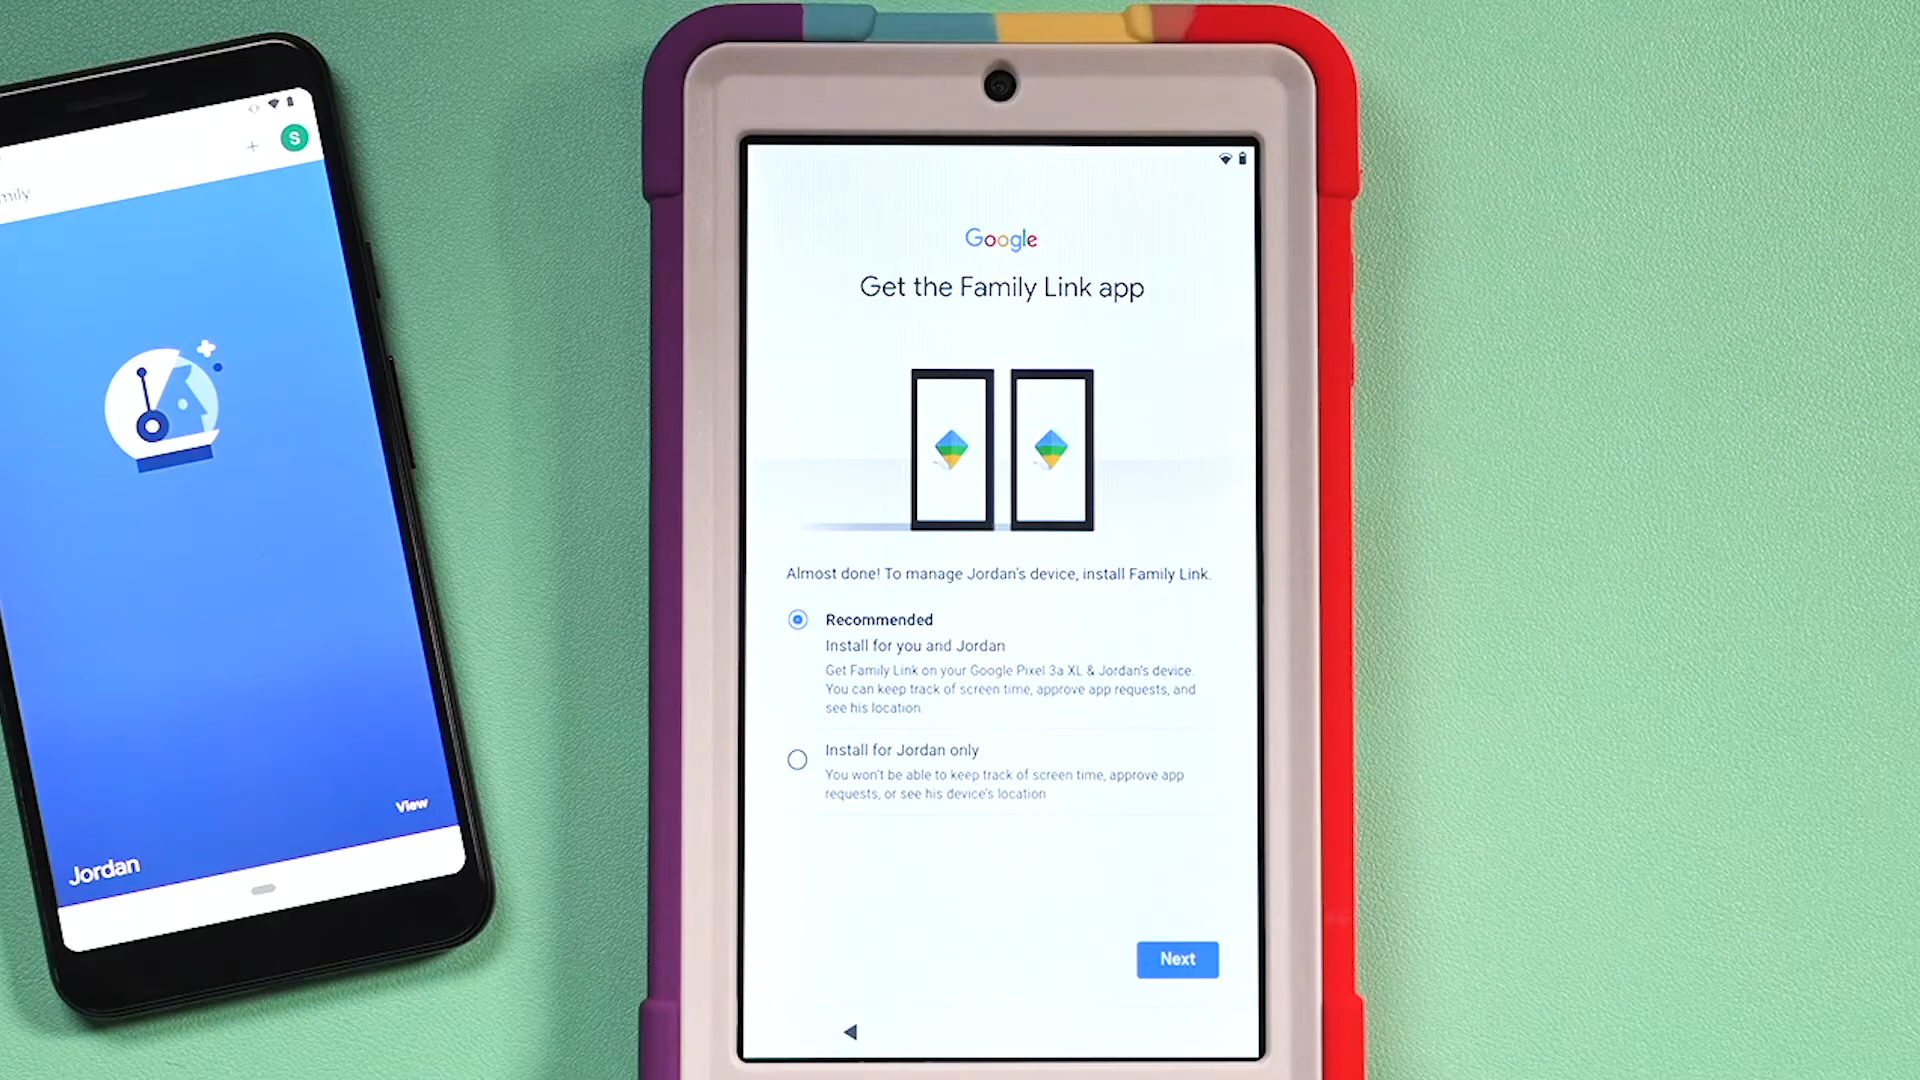 S
mily
View
Jordan
Google
Get the Family Link app
Almost done! To manage Jordan's device, install Family Link.
Recommended
Install for you and Jordan
Get Family Link on your Google Pixel 3a XL & Jordan's device.
You can keep track of screen time, approve app requests, and
see his location
Install for Jordan only
You won't be able to keep track of screen time, approve app
requests, or see his device's location
Next